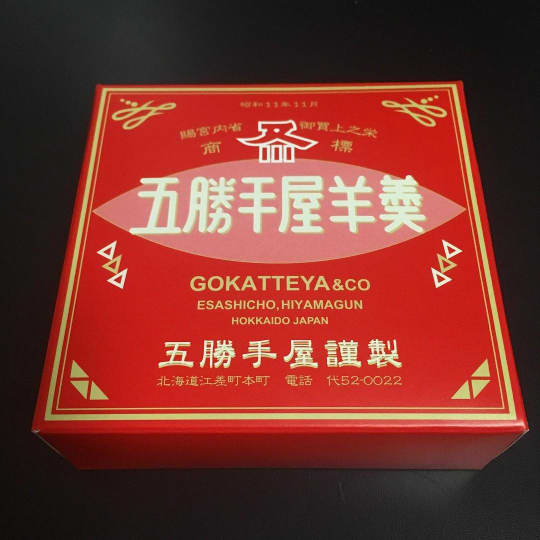 昭和11年11月
賜宮内省 御買上之栄
商 標
五勝手屋羊羹
GOKATTEYA&CO
ESASHICHO,HIYAMAGUN
HOKKAIDO JAPAN
五勝手屋謹製
北海道江差町本町 電話 代52-0022